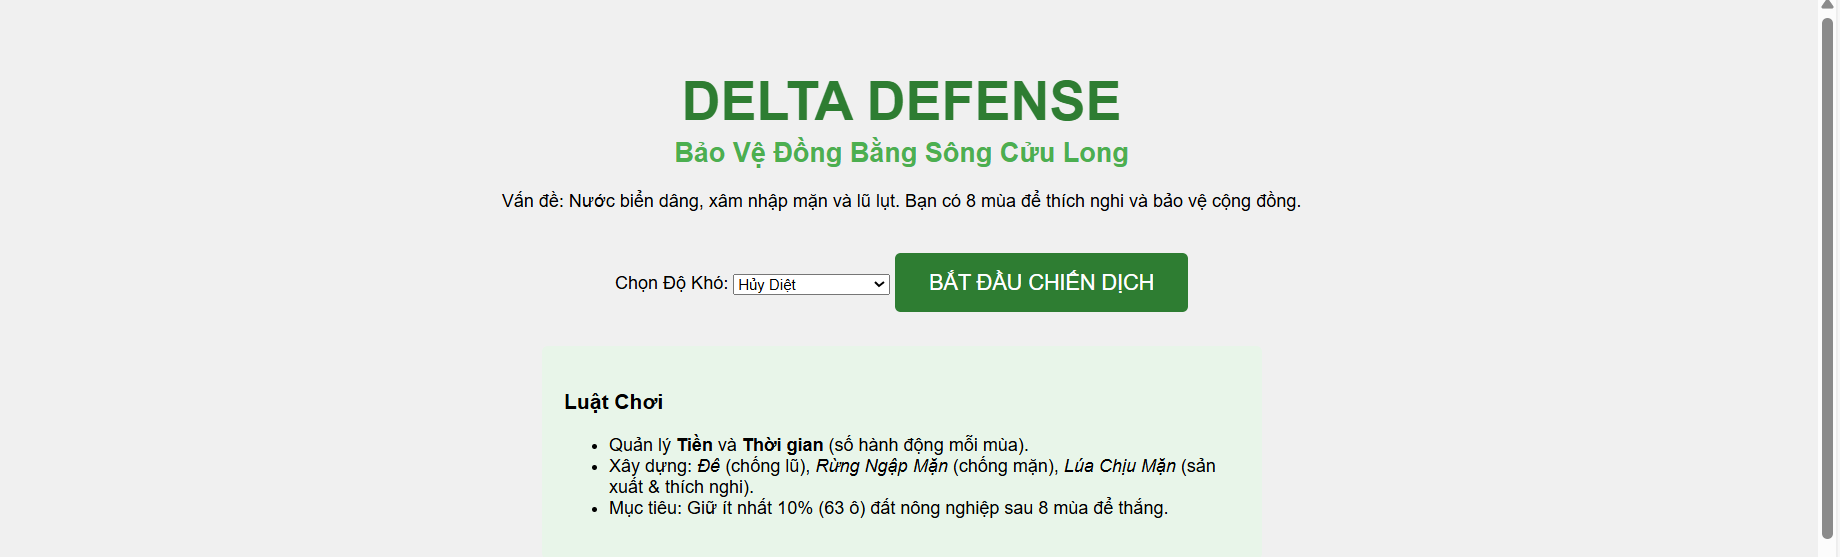 DELTA DEFENSE
Bảo Vệ Đồng Bằng Sông Cửu Long
Vấn đề: Nước biển dâng, xâm nhập mặn và lũ lụt. Bạn có 8 mùa để thích nghi và bảo vệ cộng đồng.
Chọn Độ Khó: Hủy Diệt BẮT ĐẦU CHIẾN DỊCH
Luật Chơi
• Quản lý Tiền và Thời gian (số hành động mỗi mùa).
• Xây dựng: Đê (chống lũ), Rừng Ngập Mặn (chống mặn), Lúa Chịu Mặn (sản
xuất & thích nghi).
• Mục tiêu: Giữ ít nhất 10% (63 ô) đất nông nghiệp sau 8 mùa để thắng.